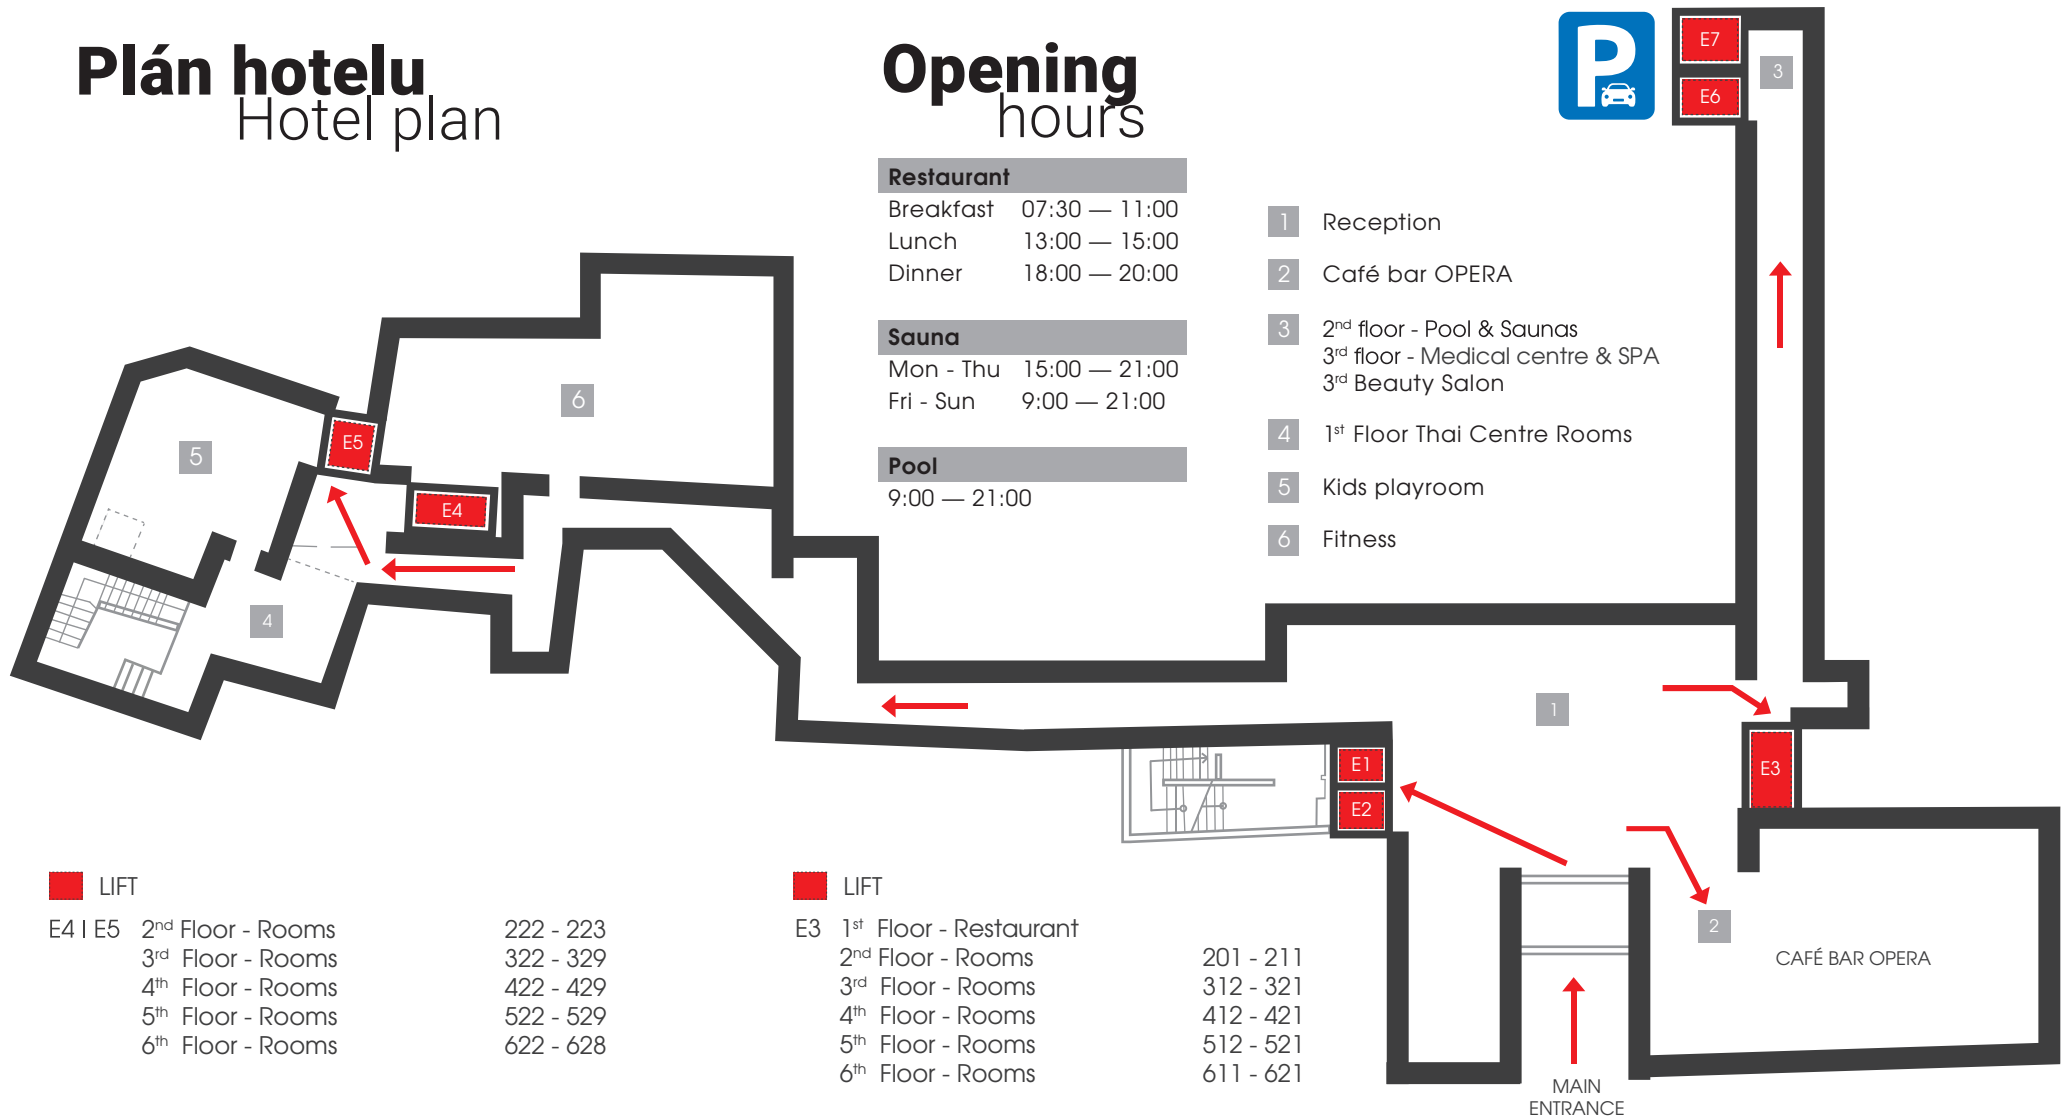 Plán hotelu
Hotel plan
Opening
hours
Restaurant
Breakfast 07:30 — 11:00
Lunch 13:00 — 15:00
Dinner 18:00 — 20:00
Sauna
Mon - Thu 15:00 — 21:00
Fri - Sun 9:00 — 21:00
Pool
9:00 — 21:00
P
1 Reception
2 Café bar OPERA
3 2nd floor - Pool & Saunas
3rd floor - Medical centre & SPA
3rd Beauty Salon
4 1st Floor Thai Centre Rooms
5 Kids playroom
6 Fitness
E7
3
E6
6
E5
5
E4
4
1
E1
E3
E2
2
CAFÉ BAR OPERA
MAIN
ENTRANCE
LIFT
E4 I E5 2nd Floor - Rooms 222 - 223
3rd Floor - Rooms 322 - 329
4th Floor - Rooms 422 - 429
5th Floor - Rooms 522 - 529
6th Floor - Rooms 622 - 628
LIFT
E3 1st Floor - Restaurant
2nd Floor - Rooms 201 - 211
3rd Floor - Rooms 312 - 321
4th Floor - Rooms 412 - 421
5th Floor - Rooms 512 - 521
6th Floor - Rooms 611 - 621